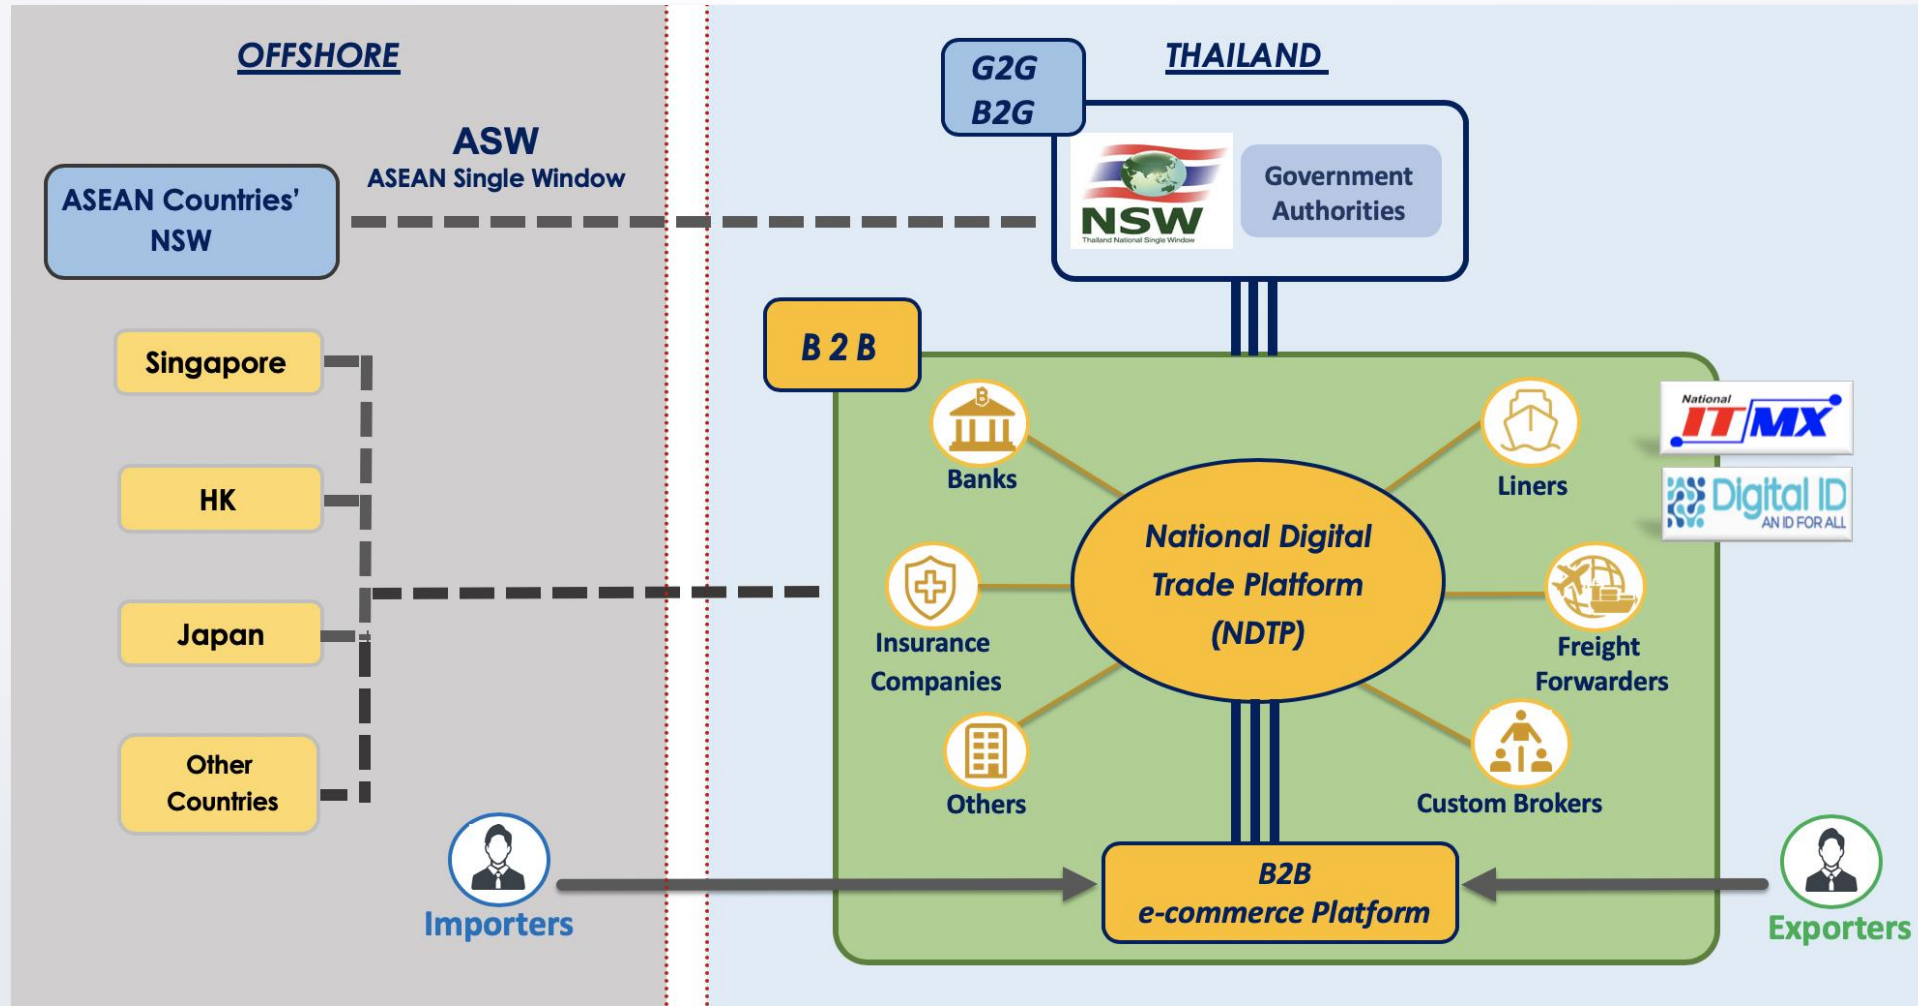 OFFSHORE
THAILAND
G2G
B2G
ASW
ASEAN Single Window
ASEAN Countries’
NSW
NSW
Thailand National Single Window
Government
Authorities
B 2 B
Singapore
HK
Japan
Other
Countries
Banks
Liners
National
ITMX
Digital ID
AN ID FOR ALL
National Digital
Trade Platform
(NDTP)
Insurance
Companies
Freight
Forwarders
Others
Custom Brokers
B2B
e-commerce Platform
Importers
Exporters